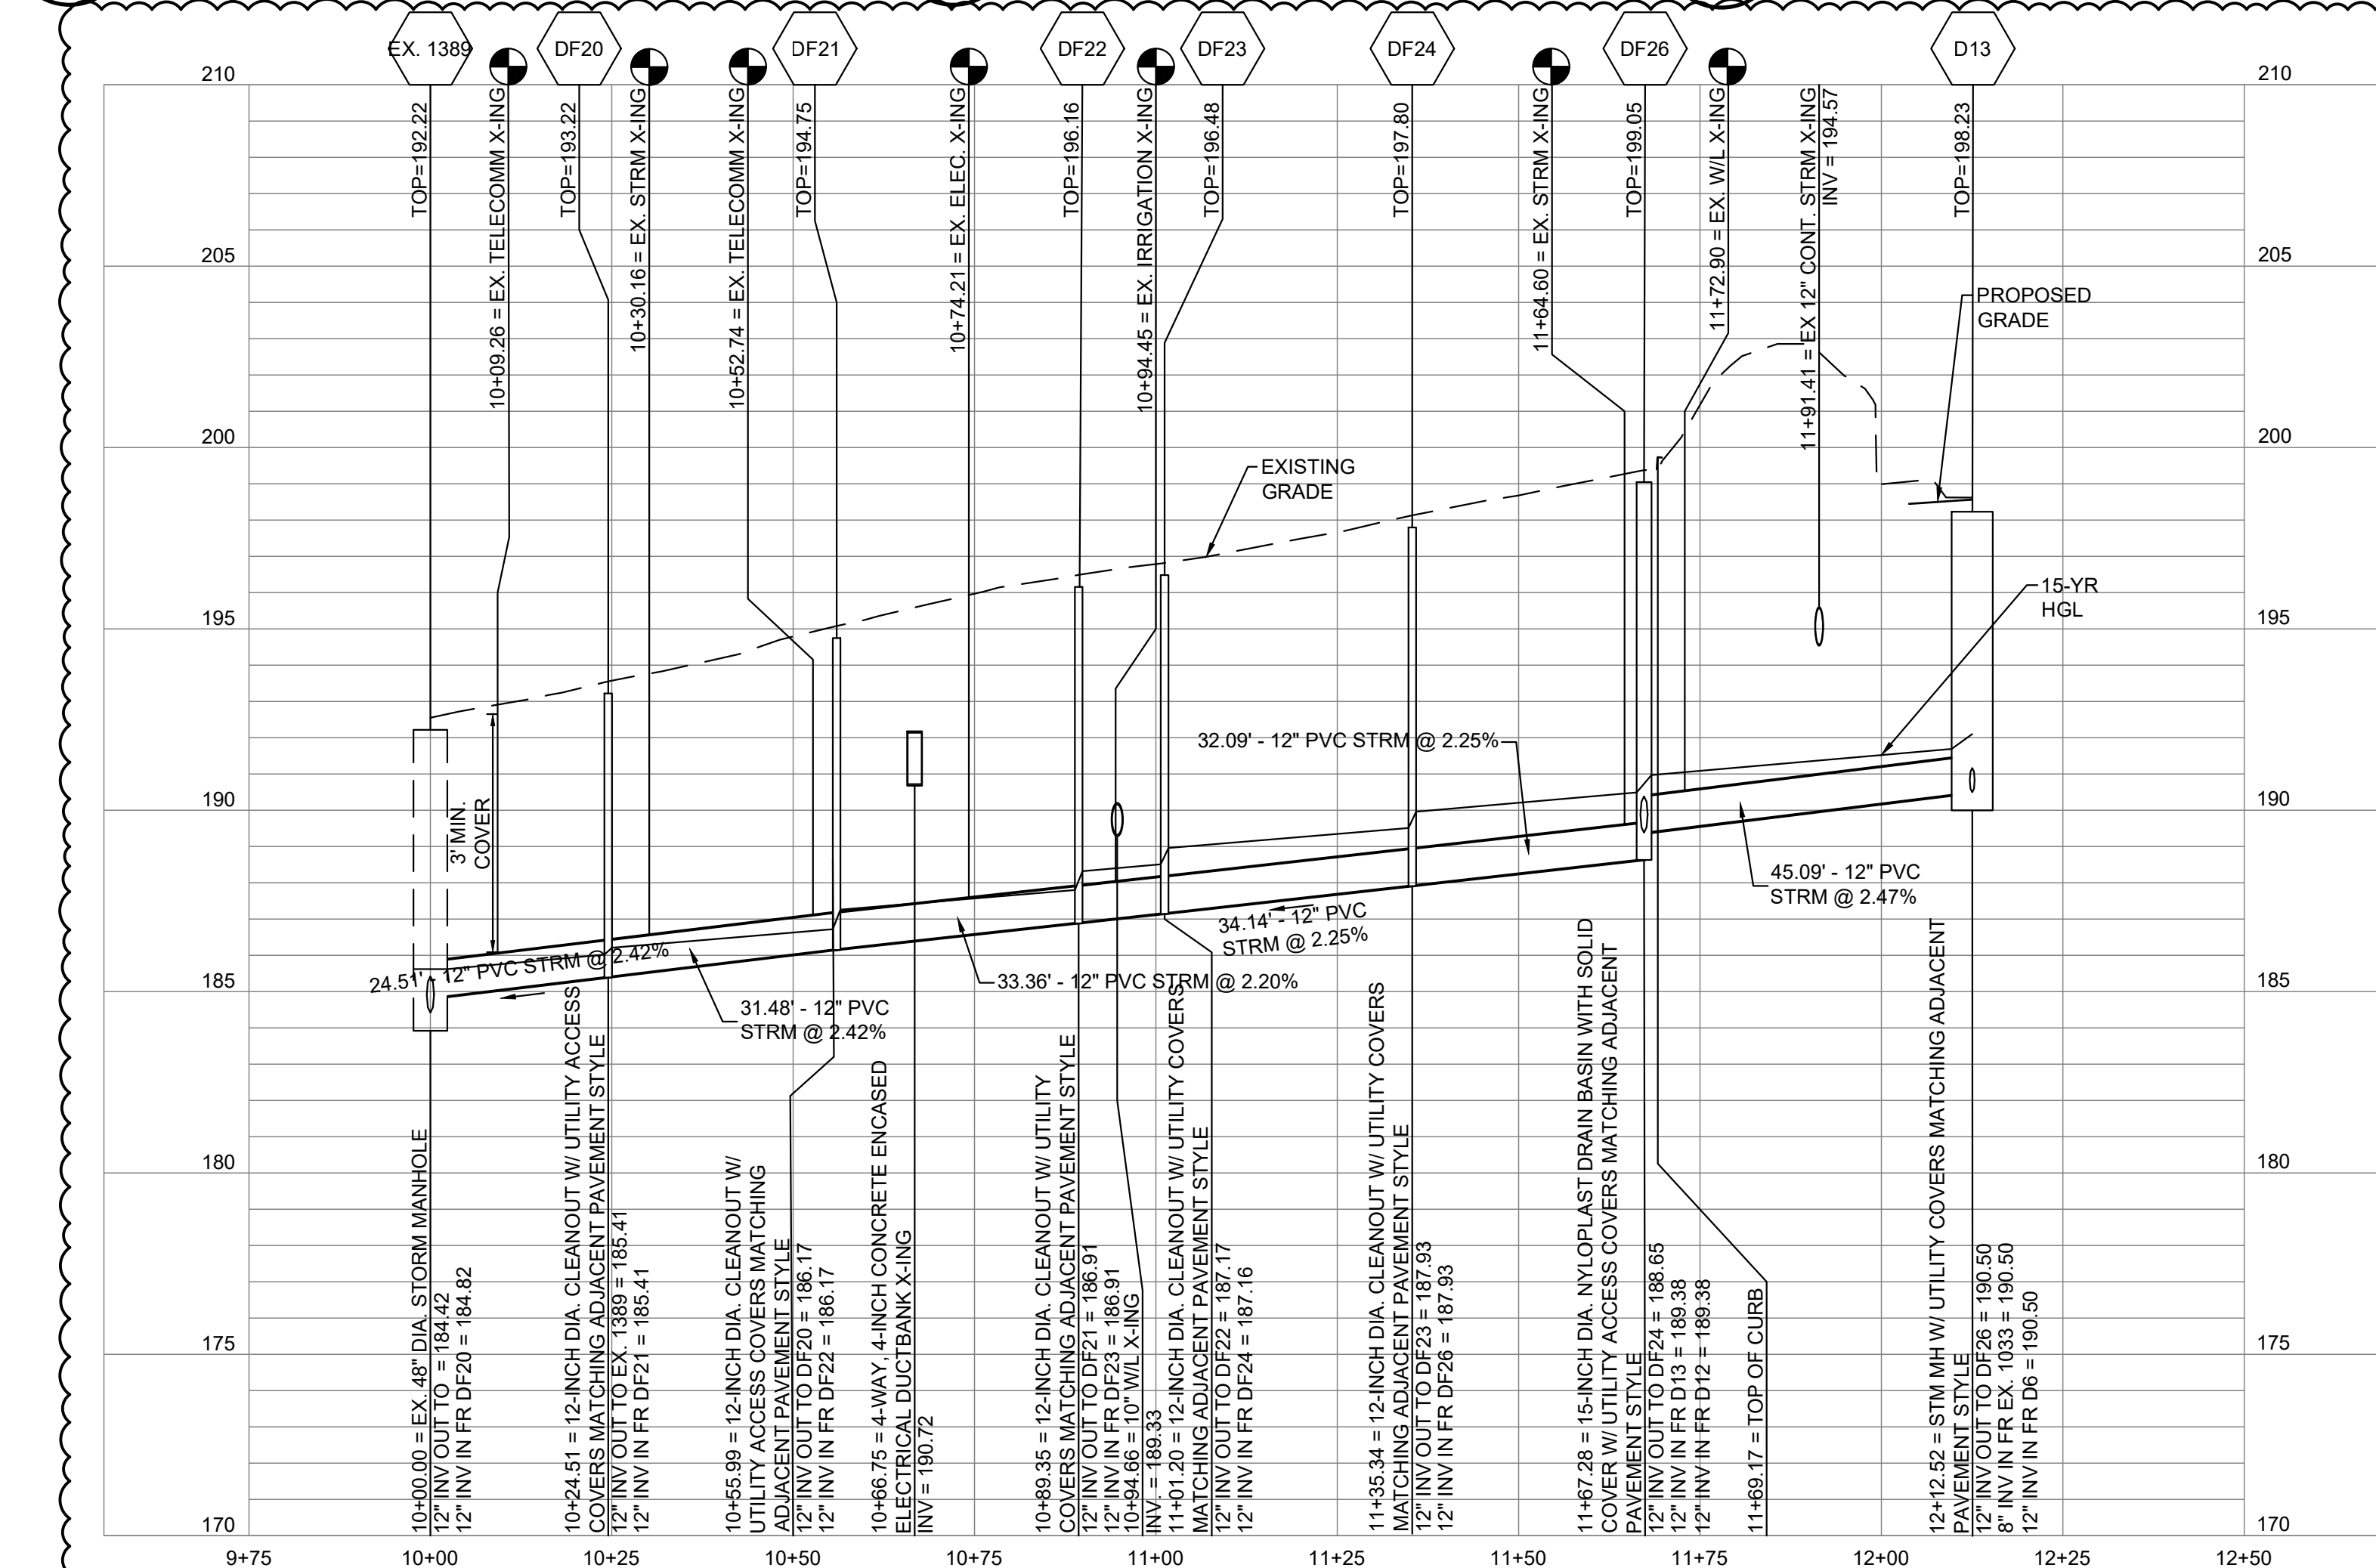 EX. 1389
DF20
DF21
DF22
DF23
DF24
DF26
D13
210
210
205
205
200
200
195
195
190
190
185
185
180
180
175
175
170
170
TOP=192.22
10+09.26 = EX. TELECOMM X-ING
TOP=193.22
10+30.16 = EX. STRM X-ING
10+52.74 = EX. TELECOMM X-ING
TOP=194.75
10+74.21 = EX. ELEC. X-ING
TOP=196.16
10+94.45 = EX. IRRIGATION X-ING
TOP=196.48
TOP=197.80
11+64.60 = EX. STRM X-ING
TOP=199.05
11+72.90 = EX. W/L X-ING
11+91.41 = EX 12" CONT. STRM X-ING
INV = 194.57
TOP=198.23
PROPOSED
GRADE
EXISTING
GRADE
15-YR
HGL
3' MIN.
COVER
32.09' - 12" PVC STRM @ 2.25%
45.09' - 12" PVC
STRM @ 2.47%
34.14' - 12" PVC
STRM @ 2.25%
24.51' - 12" PVC STRM @ 2.42%
33.36' - 12" PVC STRM @ 2.20%
31.48' - 12" PVC
STRM @ 2.42%
10+00.00 = EX. 48" DIA. STORM MANHOLE
12" INV OUT TO = 184.42
12" INV IN FR DF20 = 184.82
10+24.51 = 12-INCH DIA. CLEANOUT W/ UTILITY ACCESS
COVERS MATCHING ADJACENT PAVEMENT STYLE
12" INV OUT TO EX. 1389 = 185.41
12" INV IN FR DF21 = 185.41
10+55.99 = 12-INCH DIA. CLEANOUT W/
UTILITY ACCESS COVERS MATCHING
ADJACENT PAVEMENT STYLE
12" INV OUT TO DF20 = 186.17
12" INV IN FR DF22 = 186.17
10+66.75 = 4-WAY, 4-INCH CONCRETE ENCASED
ELECTRICAL DUCTBANK X-ING
INV = 190.72
10+89.35 = 12-INCH DIA. CLEANOUT W/ UTILITY
COVERS MATCHING ADJACENT PAVEMENT STYLE
12" INV OUT TO DF21 = 186.91
12" INV IN FR DF23 = 186.91
10+94.66 = 10" W/L X-ING
INV. = 189.33
11+01.20 = 12-INCH DIA. CLEANOUT W/ UTILITY COVERS
MATCHING ADJACENT PAVEMENT STYLE
12" INV OUT TO DF22 = 187.17
12" INV IN FR DF24 = 187.16
11+35.34 = 12-INCH DIA. CLEANOUT W/ UTILITY COVERS
MATCHING ADJACENT PAVEMENT STYLE
12" INV OUT TO DF23 = 187.93
12" INV IN FR DF26 = 187.93
11+67.28 = 15-INCH DIA. NYLOPLAST DRAIN BASIN WITH SOLID
COVER W/ UTILITY ACCESS COVERS MATCHING ADJACENT
PAVEMENT STYLE
12" INV OUT TO DF24 = 188.65
12" INV IN FR D13 = 189.38
12" INV IN FR DF12 = 189.38
11+69.17 = TOP OF CURB
12+12.52 = STM MH W/ UTILITY COVERS MATCHING ADJACENT
PAVEMENT STYLE
12" INV OUT TO DF26 = 190.50
8" INV IN FR EX. 1033 = 190.50
12" INV IN FR D6 = 190.50
9+75
10+00
10+25
10+50
10+75
11+00
11+25
11+50
11+75
12+00
12+25
12+50